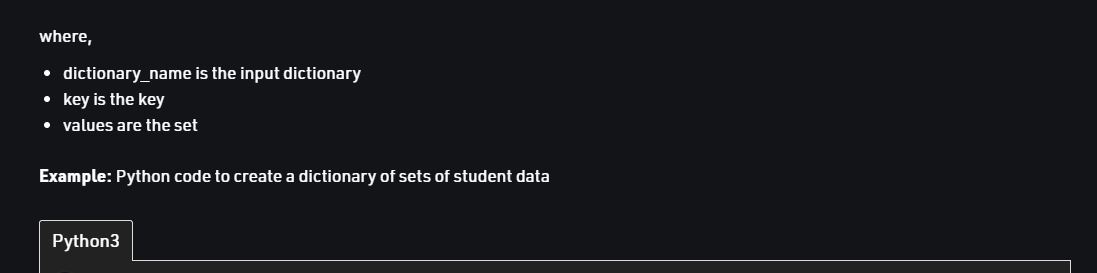 where,
• dictionary_name is the input dictionary
• key is the key
• values are the set
Example: Python code to create a dictionary of sets of student data
Python3